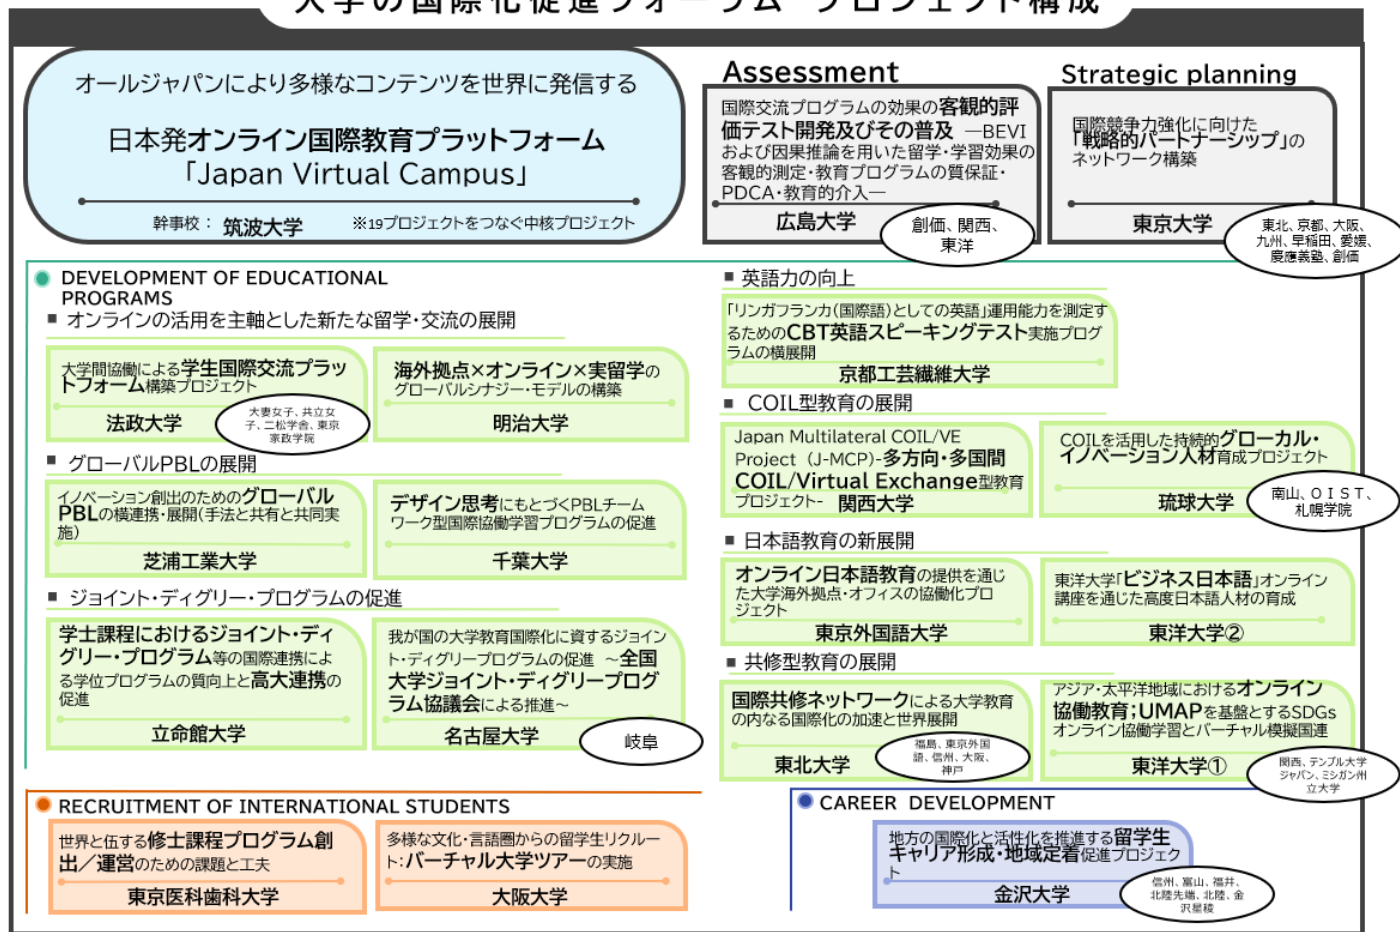 大学の国際化促進フォーラム プロジェクト構成
オールジャパンにより多様なコンテンツを世界に発信する
日本発オンライン国際教育プラットフォーム
「Japan Virtual Campus」
幹事校： 筑波大学 ※19プロジェクトをつなぐ中核プロジェクト
Assessment
国際交流プログラムの効果の客観的評
価テスト開発及びその普及 ―BEVI
および因果推論を用いた留学・学習効果の
客観的測定・教育プログラムの質保証・
PDCA・教育的介入―
広島大学
創価、関西、
東洋
Strategic planning
国際競争力強化に向けた
「戦略的パートナーシップ」の
ネットワーク構築
東京大学
東北、京都、大阪、
九州、早稲田、愛媛、
慶應義塾、創価
DEVELOPMENT OF EDUCATIONAL
PROGRAMS
■ オンラインの活用を主軸とした新たな留学・交流の展開
大学間協働による学生国際交流プラッ
トフォーム構築プロジェクト
法政大学
大妻女子、共立女
子、二松学舎、東京
家政学院
海外拠点×オンライン×実留学の
グローバルシナジー・モデルの構築
明治大学
■ グローバルPBLの展開
イノベーション創出のためのグローバル
PBLの横連携・展開(手法と共有と共同実
施)
芝浦工業大学
デザイン思考にもとづくPBLチーム
ワーク型国際協働学習プログラムの促進
千葉大学
■ ジョイント・ディグリー・プログラムの促進
学士課程におけるジョイント・ディ
グリー・プログラム等の国際連携によ
る学位プログラムの質向上と高大連携の
促進
立命館大学
我が国の大学教育国際化に資するジョイン
ト・ディグリープログラムの促進 ～全国
大学ジョイント・ディグリープログ
ラム協議会による推進～
名古屋大学
岐阜
■ 英語力の向上
「リンガフランカ(国際語)としての英語」運用能力を測定す
るためのCBT英語スピーキングテスト実施プログ
ラムの横展開
京都工芸繊維大学
■ COIL型教育の展開
Japan Multilateral COIL/VE
Project（J-MCP）-多方向・多国間
COIL/Virtual Exchange型教育
プロジェクト- 関西大学
COILを活用した持続的グローカル・
イノベーション人材育成プロジェクト
琉球大学
南山、ＯＩＳＴ、
札幌学院
■ 日本語教育の新展開
オンライン日本語教育の提供を通じ
た大学海外拠点・オフィスの協働化プロ
ジェクト
東京外国語大学
東洋大学「ビジネス日本語」オンライン
講座を通じた高度日本語人材の育成
東洋大学②
■ 共修型教育の展開
国際共修ネットワークによる大学教育
の内なる国際化の加速と世界展開
東北大学
福島、東京外国
語、信州、大阪、
神戸
アジア・太平洋地域におけるオンライン
協働教育；UMAPを基盤とするSDGs
オンライン協働学習とバーチャル模擬国連
東洋大学①
関西、テンプル大学
ジャパン、ミシガン州
立大学
RECRUITMENT OF INTERNATIONAL STUDENTS
世界と伍する修士課程プログラム創
出／運営のための課題と工夫
東京医科歯科大学
多様な文化・言語圏からの留学生リクルー
ト：バーチャル大学ツアーの実施
大阪大学
CAREER DEVELOPMENT
地方の国際化と活性化を推進する留学生
キャリア形成・地域定着促進プロジェク
ト
金沢大学
信州、富山、福井、
北陸先端、北陸、金
沢星稜